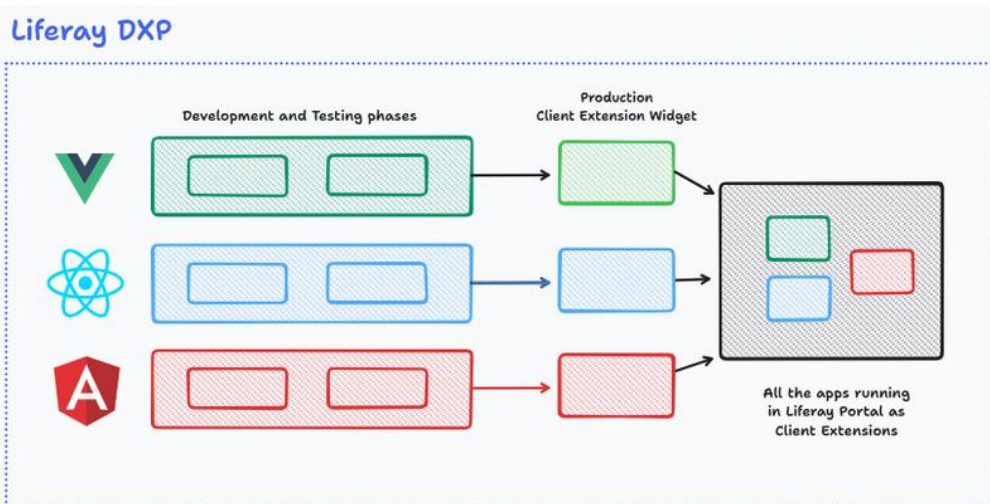 Liferay DXP
Development and Testing phases
Production
Client Extension Widget
All the apps running
in Liferay Portal as
Client Extensions